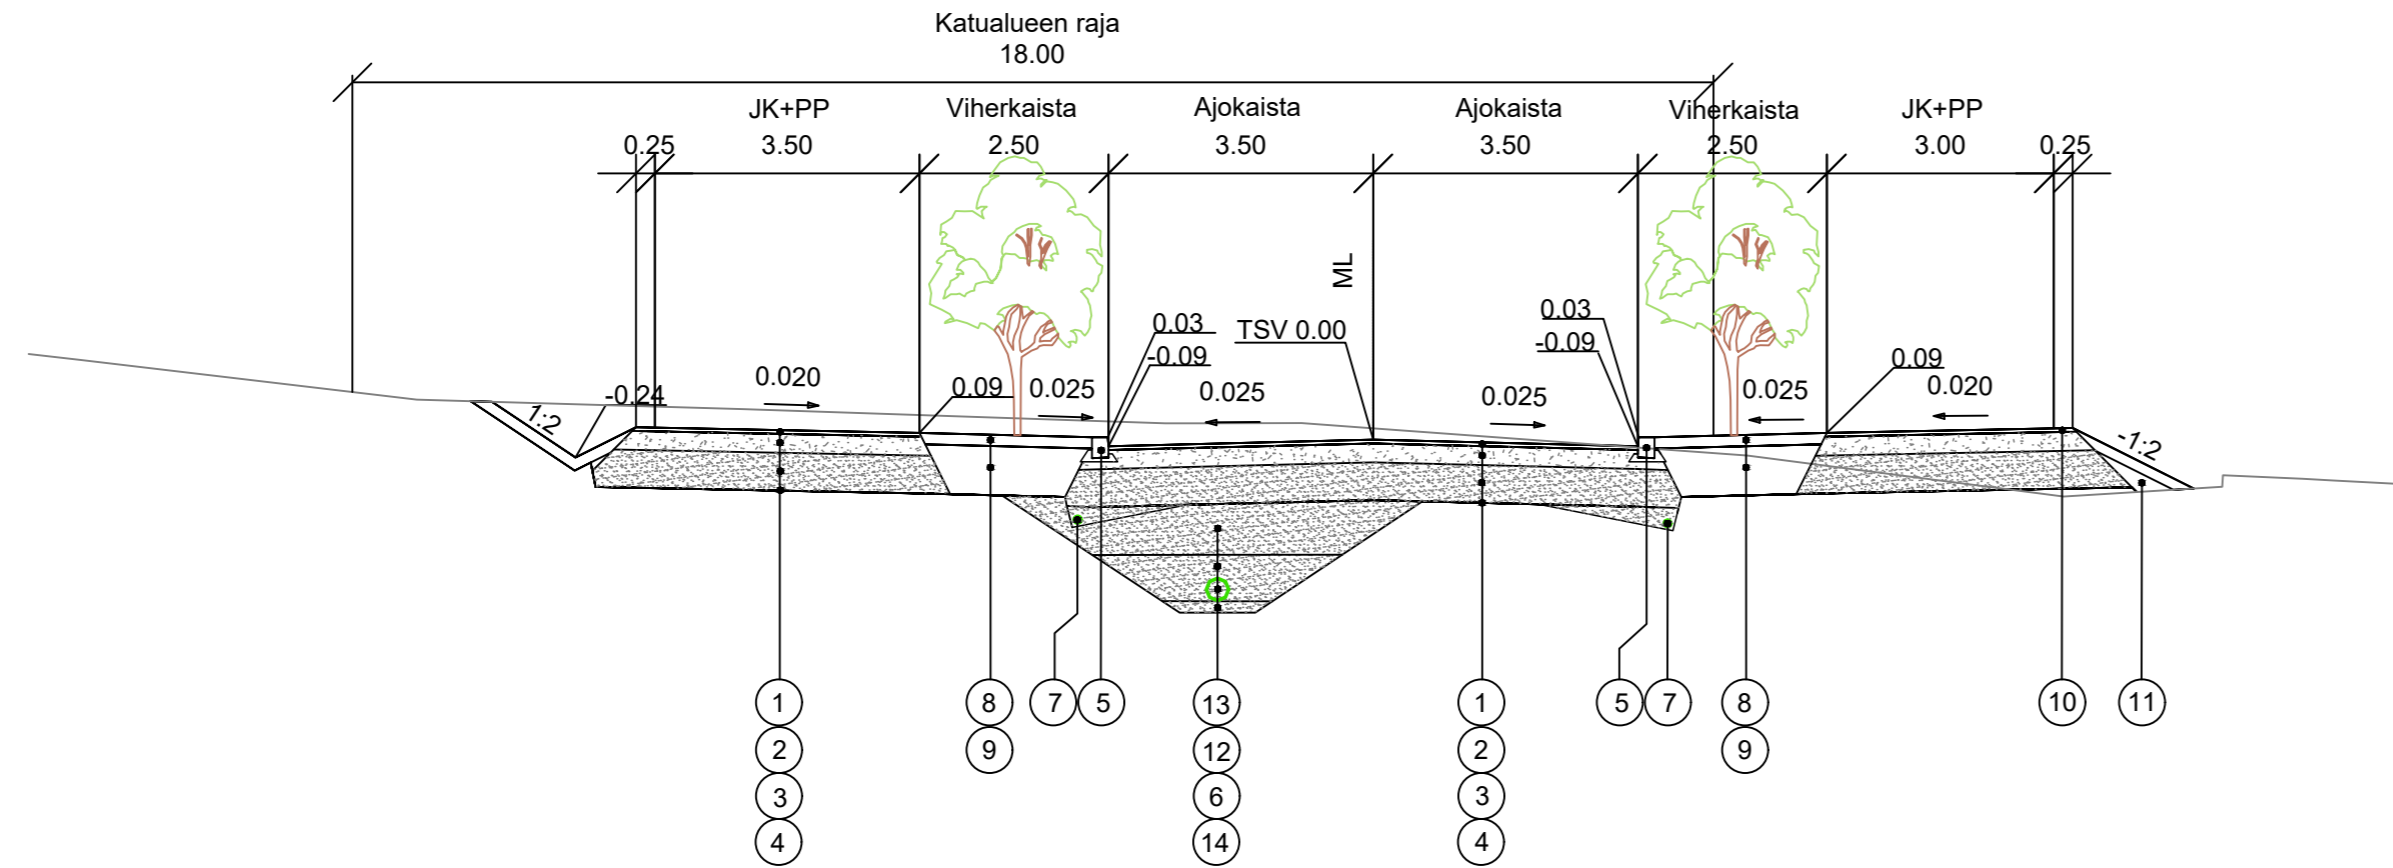 Katualueen raja
18.00
JK+PP Viherkaista Ajokaista Ajokaista Viherkaista JK+PP
0.25 3.50 2.50 3.50 3.50 2.50 3.00 0.25
ML
0.03 TSV 0.00 0.03
-0.09 -0.09
0.020 -0.24 0.09 0.025 0.025 0.025 0.025 0.09 0.020
1:2 -1:2
1 8 7 5 13 1 5 7 8 10 11
2 9 12 2 9
3 6 3
4 14 4